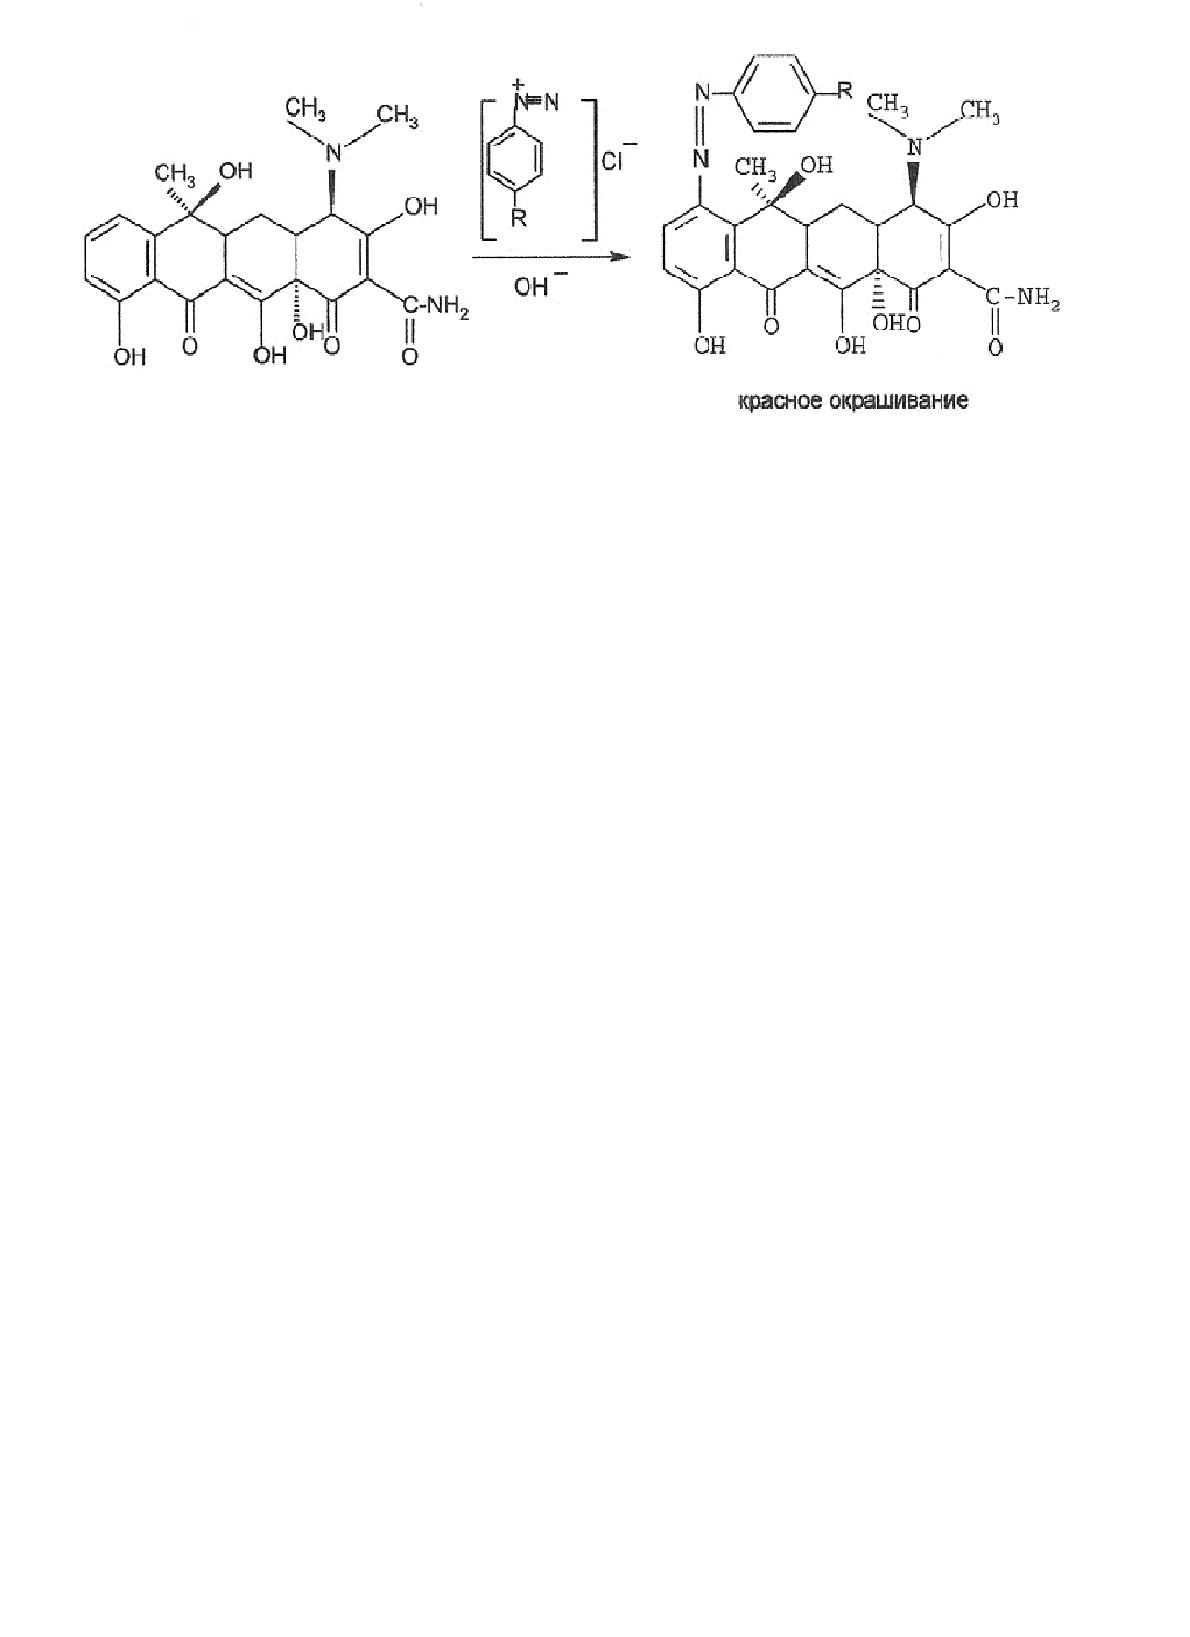 CH₃ CH₃
N
CH₃ OH
OH
C-NH₂
OH O OH OH O O
N≡N
+
R
Cl⁻
OH⁻
N R
N
CH₃ CH₃
N
CH₃ OH
OH
C-NH₂
CH O OH OH O O
красное окрашивание